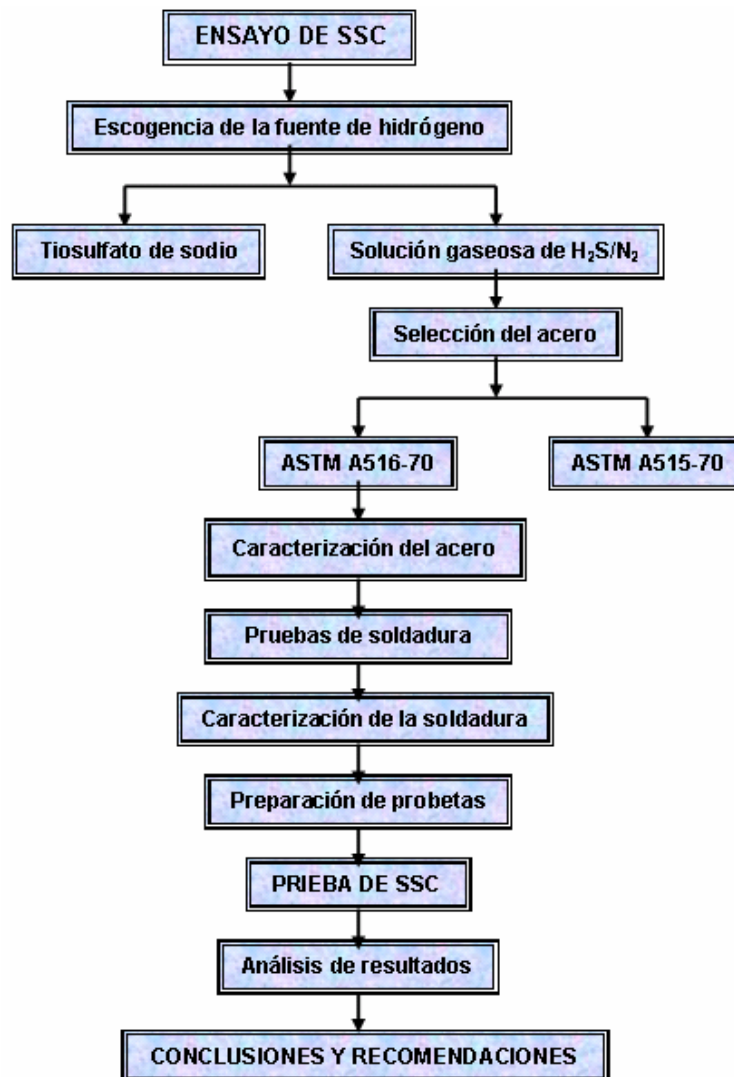 ENSAYO DE SSC
Escogencia de la fuente de hidrógeno
Tiosulfato de sodio
Solución gaseosa de H₂S/N₂
Selección del acero
ASTM A516-70
ASTM A515-70
Caracterización del acero
Pruebas de soldadura
Caracterización de la soldadura
Preparación de probetas
PRIEBA DE SSC
Análisis de resultados
CONCLUSIONES Y RECOMENDACIONES